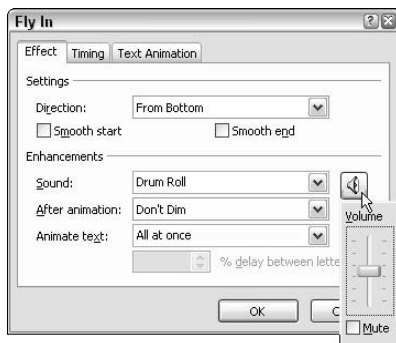 Fly In
Effect Timing Text Animation
Settings
Direction: From Bottom
Smooth start Smooth end
Enhancements
Sound: Drum Roll
After animation: Don't Dim
Volume
Animate text: All at once
% delay between
OK
Mute